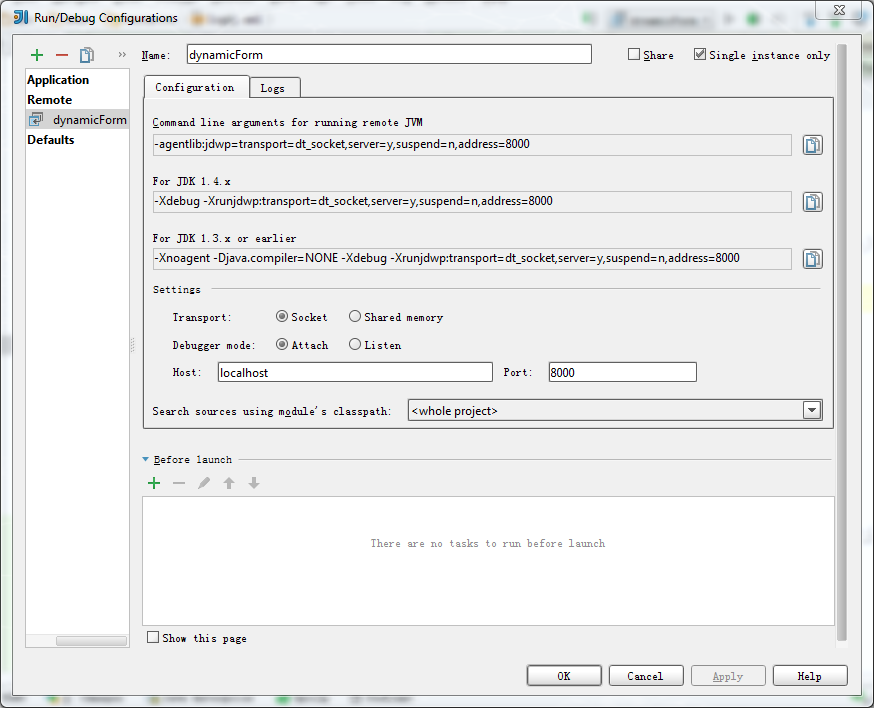 Run/Debug Configurations
Name: dynamicForm
Share
Single instance only
Application
Remote
dynamicForm
Defaults
Configuration
Logs
Command line arguments for running remote JVM
-agentlib:jdwp=transport=dt_socket,server=y,suspend=n,address=8000
For JDK 1.4.x
-Xdebug -Xrunjdwp:transport=dt_socket,server=y,suspend=n,address=8000
For JDK 1.3.x or earlier
-Xnoagent -Djava.compiler=NONE -Xdebug -Xrunjdwp:transport=dt_socket,server=y,suspend=n,address=8000
Settings
Transport: Socket Shared memory
Debugger mode: Attach Listen
Host: localhost Port: 8000
Search sources using module's classpath: <whole project>
Before launch
There are no tasks to run before launch
Show this page
OK Cancel Apply Help